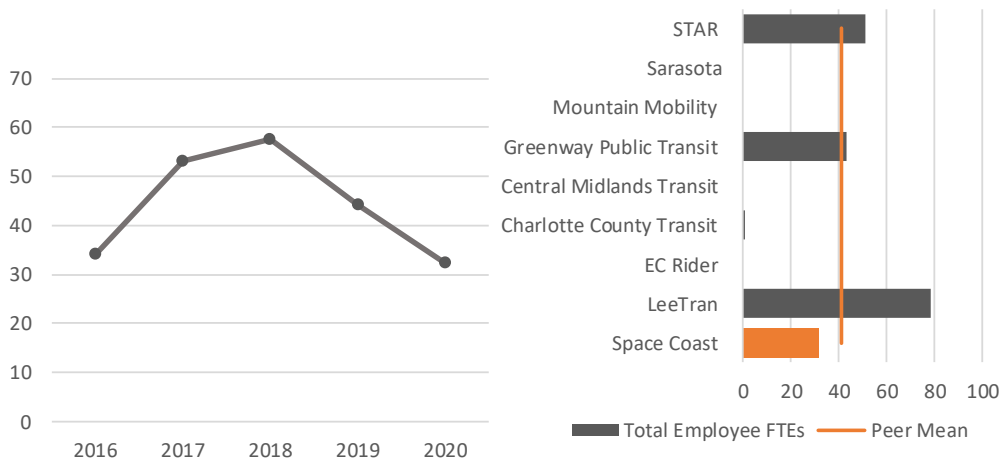 70
60
50
40
30
20
10
0
2016 2017 2018 2019 2020
STAR
Sarasota
Mountain Mobility
Greenway Public Transit
Central Midlands Transit
Charlotte County Transit
EC Rider
LeeTran
Space Coast
0 20 40 60 80 100
Total Employee FTEs Peer Mean